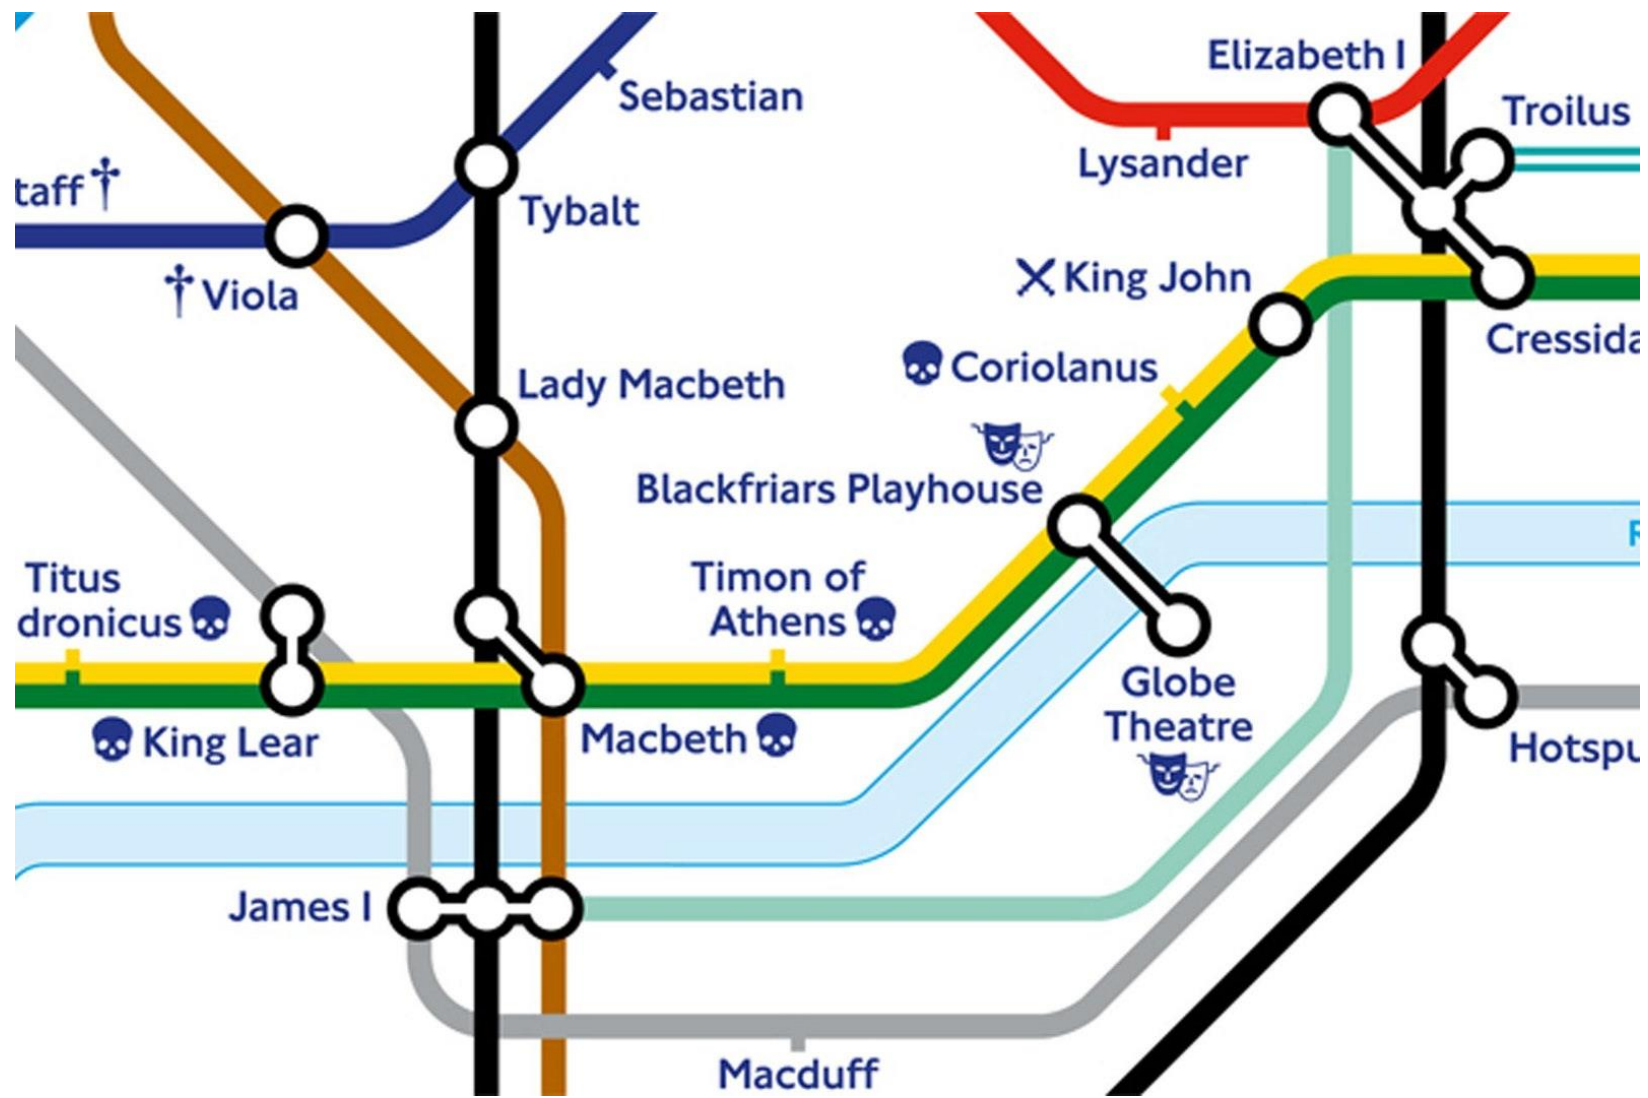 Elizabeth I
Sebastian
Troilus
Lysander
taff †
Tybalt
† Viola
King John
Cressida
Coriolanus
Lady Macbeth
Blackfriars Playhouse
R
Titus
dronicus
Timon of
Athens
Globe
Theatre
King Lear
Macbeth
Hotspu
James I
Macduff